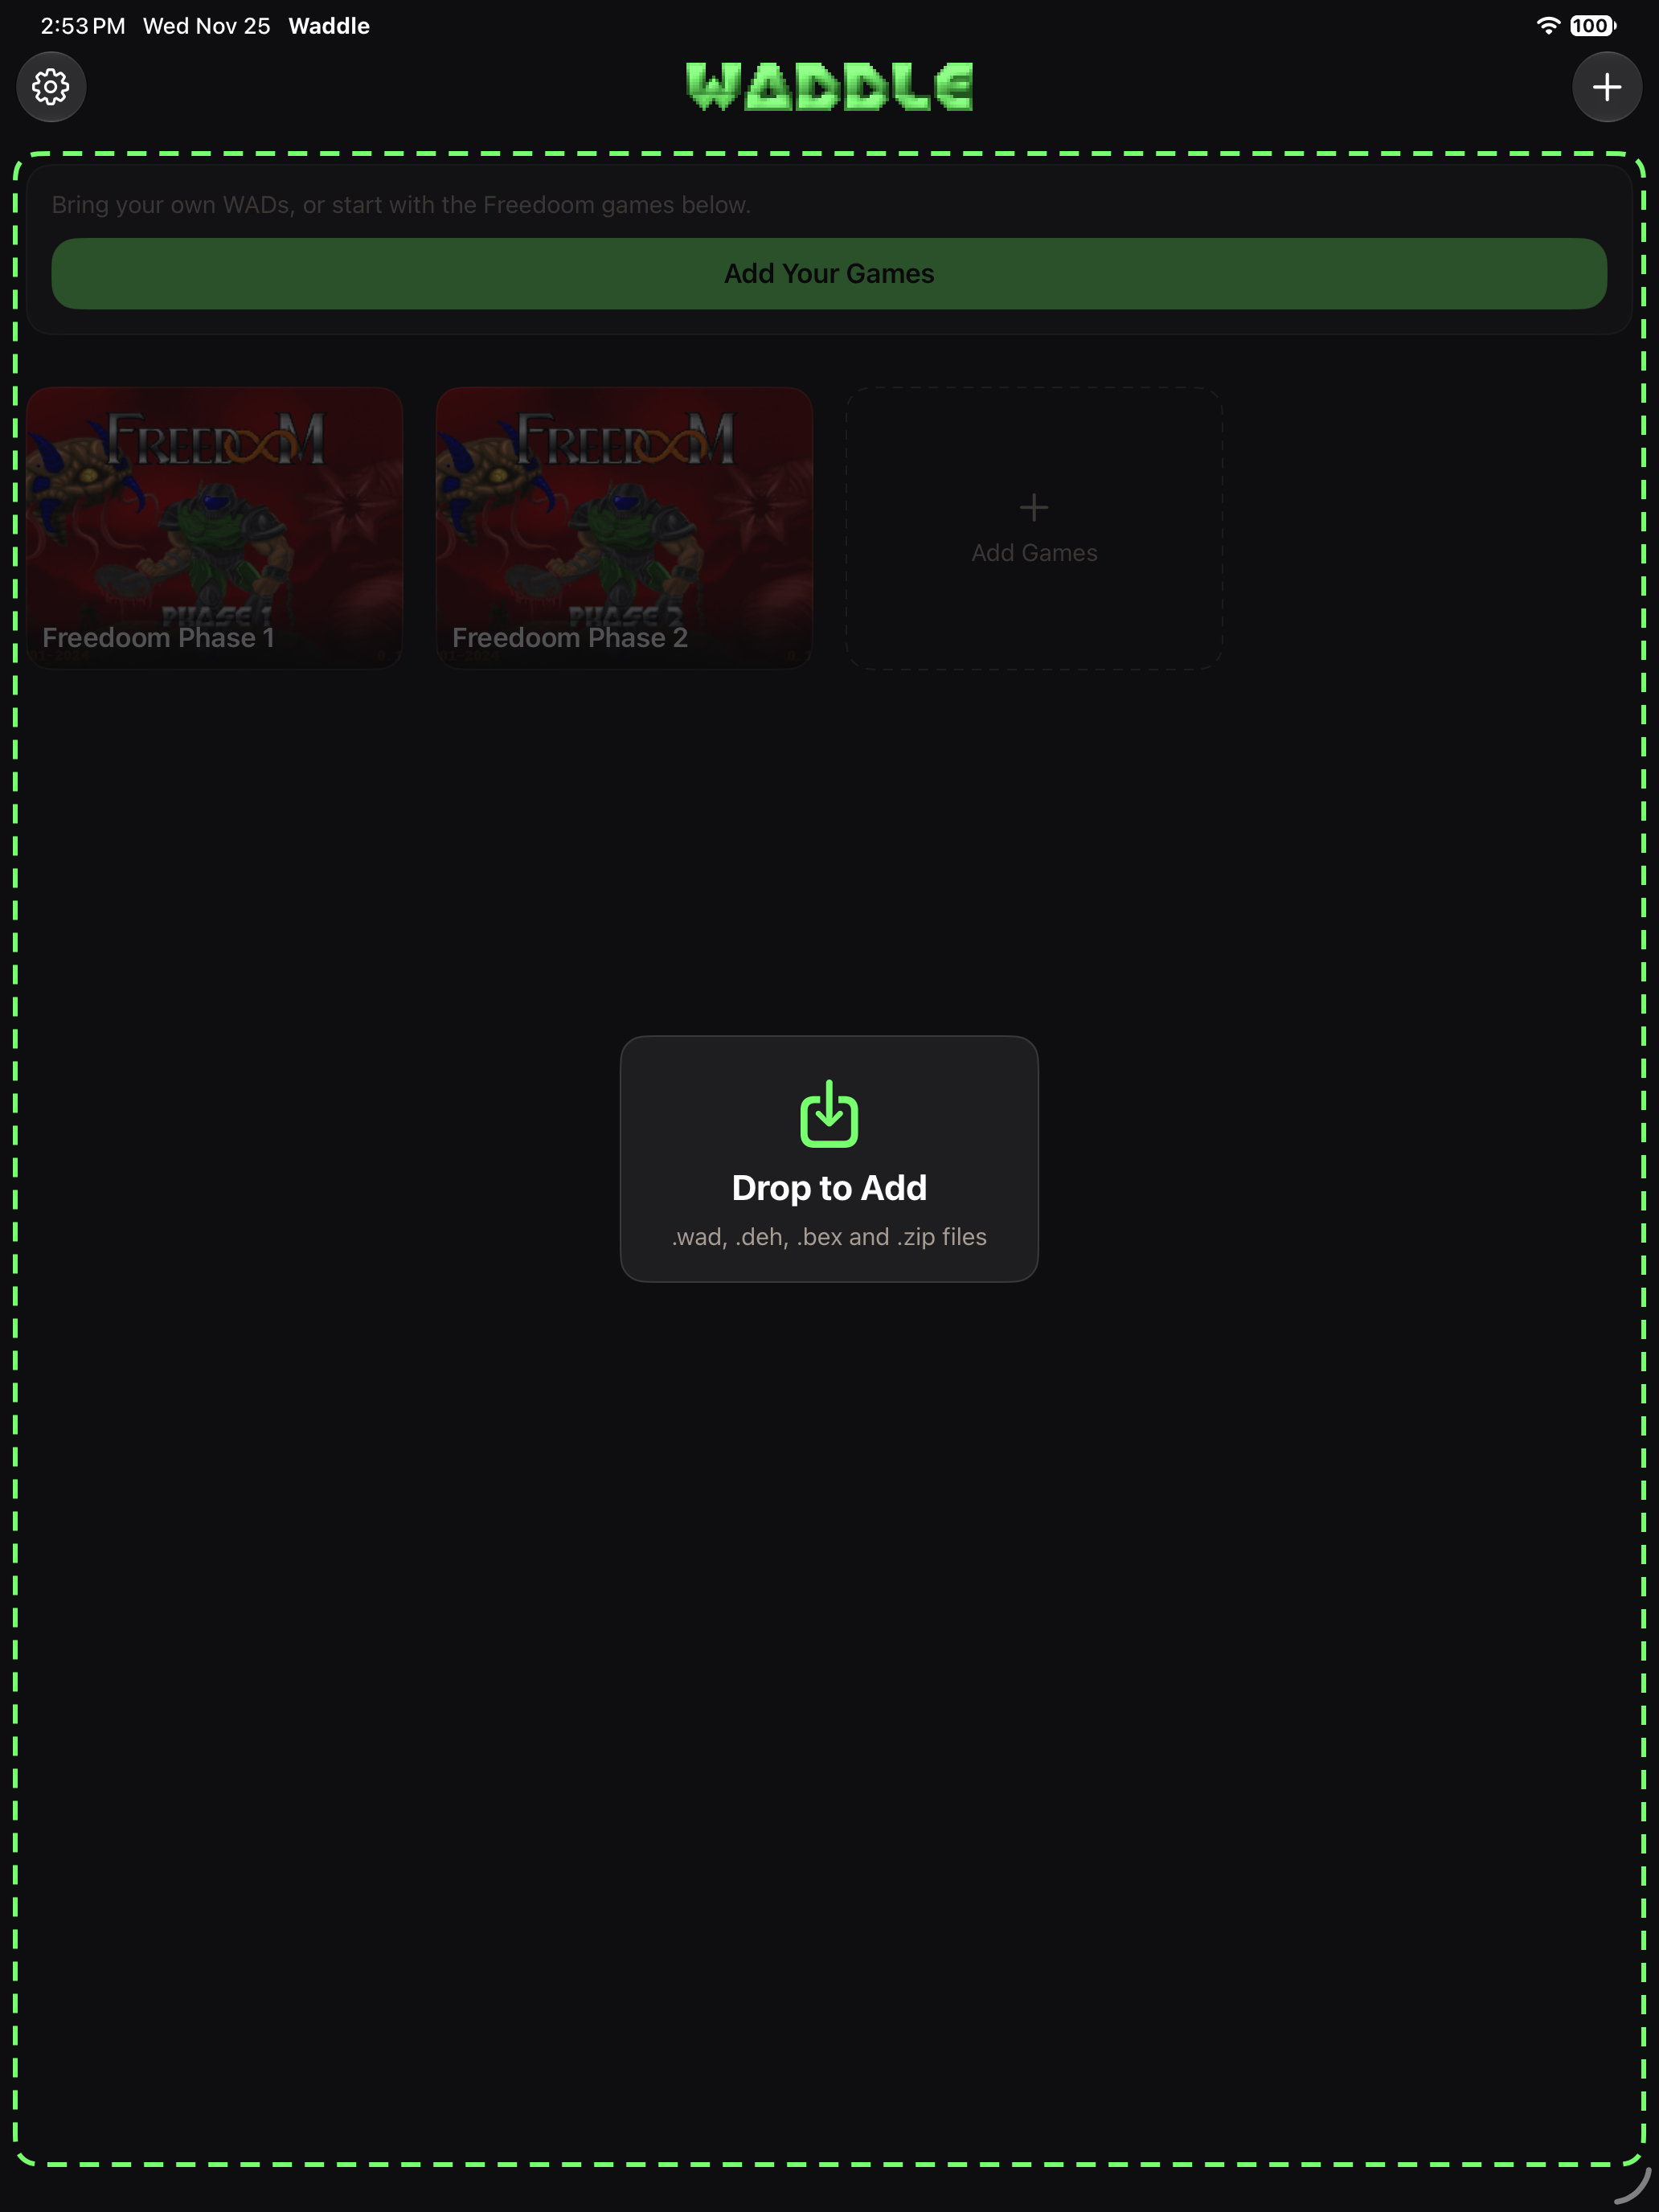 2:53 PM Wed Nov 25 Waddle
100
WADDLE
Bring your own WADs, or start with the Freedoom games below.
Add Your Games
FREEDOOM
PHASE 1
Freedoom Phase 1
FREEDOOM
PHASE 2
Freedoom Phase 2
Add Games
Drop to Add
.wad, .deh, .bex and .zip files